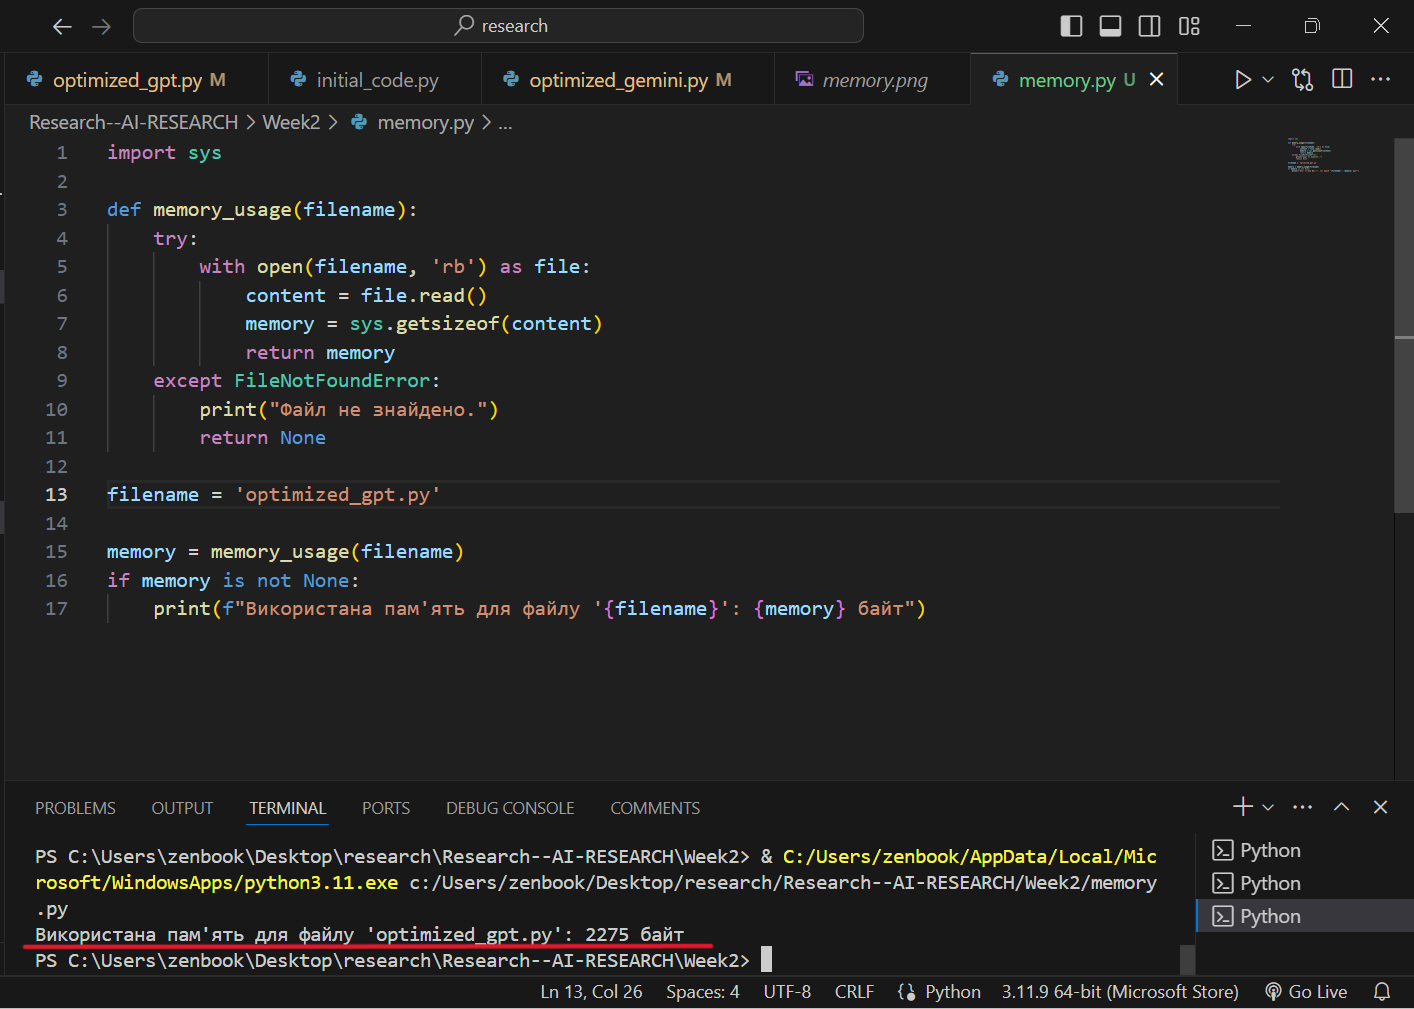 research
optimized_gpt.py M
initial_code.py
optimized_gemini.py M
memory.png
memory.py U
Research--AI-RESEARCH > Week2 > memory.py > ...
1 import sys
2
3 def memory_usage(filename):
4 try:
5 with open(filename, 'rb') as file:
6 content = file.read()
7 memory = sys.getsizeof(content)
8 return memory
9 except FileNotFoundError:
10 print("Файл не знайдено.")
11 return None
12
13 filename = 'optimized_gpt.py'
14
15 memory = memory_usage(filename)
16 if memory is not None:
17 print(f"Використана пам'ять для файлу '{filename}': {memory} байт")
PROBLEMS OUTPUT TERMINAL PORTS DEBUG CONSOLE COMMENTS
PS C:\Users\zenbook\Desktop\research\Research--AI-RESEARCH\Week2> & C:/Users/zenbook/AppData/Local/Mic
rosoft/WindowsApps/python3.11.exe c:/Users/zenbook/Desktop/research/Research--AI-RESEARCH/Week2/memory
.py
Використана пам'ять для файлу 'optimized_gpt.py': 2275 байт
PS C:\Users\zenbook\Desktop\research\Research--AI-RESEARCH\Week2>
Python
Python
Python
Ln 13, Col 26 Spaces: 4 UTF-8 CRLF Python 3.11.9 64-bit (Microsoft Store) Go Live